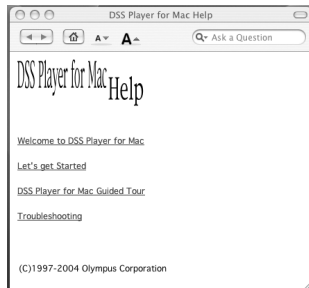 DSS Player for Mac Help
A A
Ask a Question
DSS Player for Mac Help
Welcome to DSS Player for Mac
Let's get Started
DSS Player for Mac Guided Tour
Troubleshooting
(C)1997-2004 Olympus Corporation